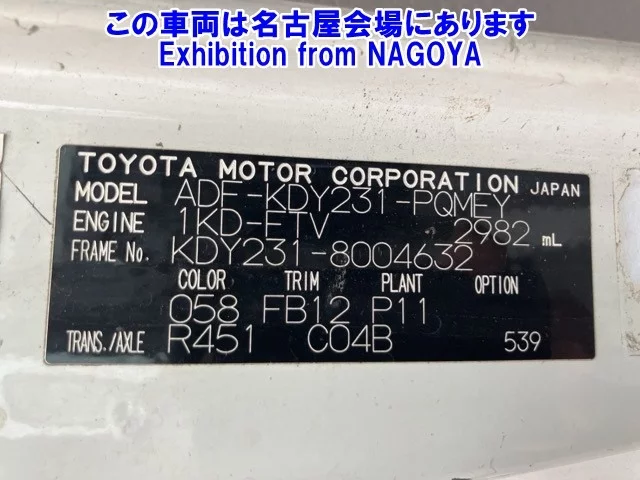 この車両は名古屋会場にあります
Exhibition from NAGOYA
TOYOTA MOTOR CORPORATION JAPAN
MODEL ADF-KDY231-PQMEY
ENGINE 1KD-FTV 2982 mL
FRAME No. KDY231-8004632
COLOR TRIM PLANT OPTION
058 FB12 P11
TRANS./AXLE R451 C04B 539